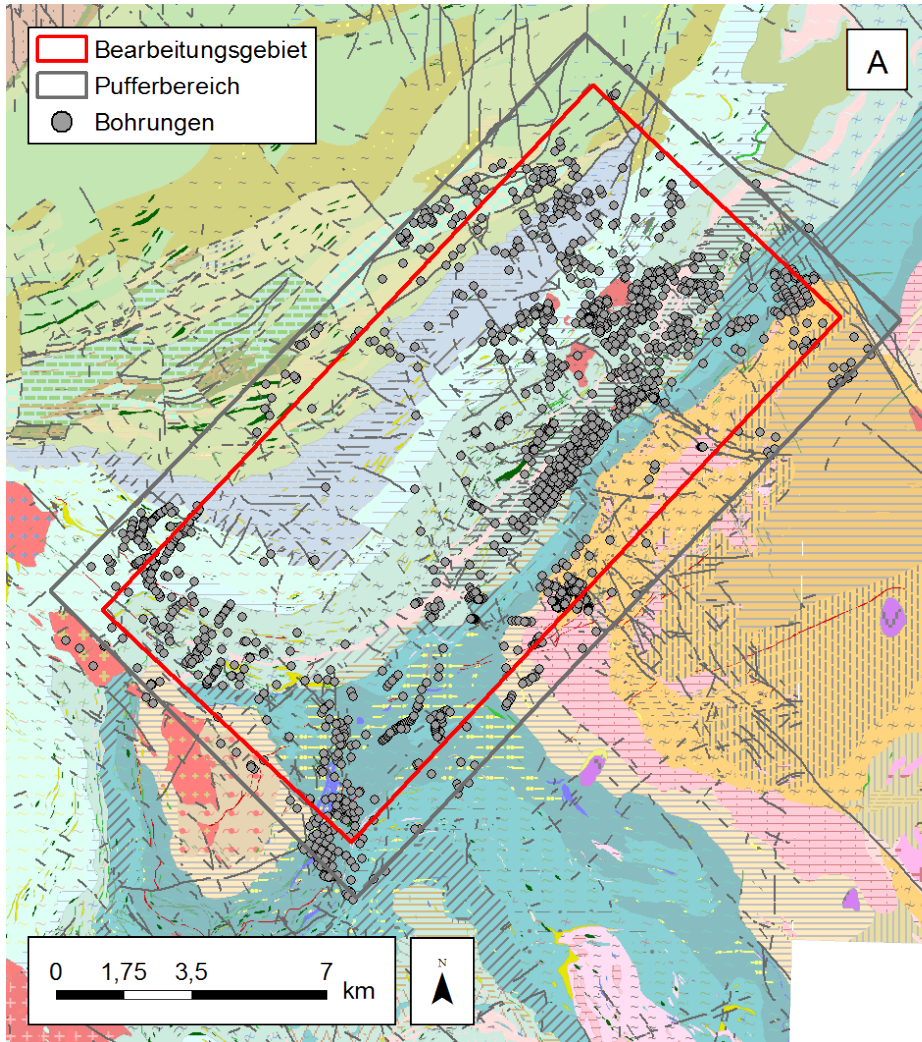 Bearbeitungsgebiet
Pufferbereich
Bohrungen
A
0 1,75 3,5 7
km
N